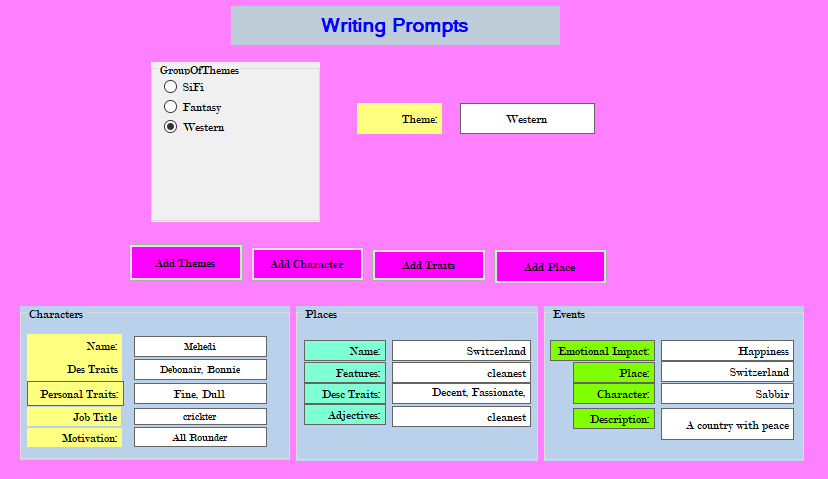 Writing Prompts
GroupOfThemes
SiFi
Fantasy
Western
Theme: Western
Add Themes Add Character Add Traits Add Place
Characters
Name: Mehedi
Des Traits Debonair, Bonnie
Personal Traits: Fine, Dull
Job Title crickter
Motivation: All Rounder
Places
Name: Switzerland
Features: cleanest
Desc Traits: Decent, Fassionate,
Adjectives: cleanest
Events
Emotional Impact: Happiness
Place: Switzerland
Character: Sabbir
Description: A country with peace